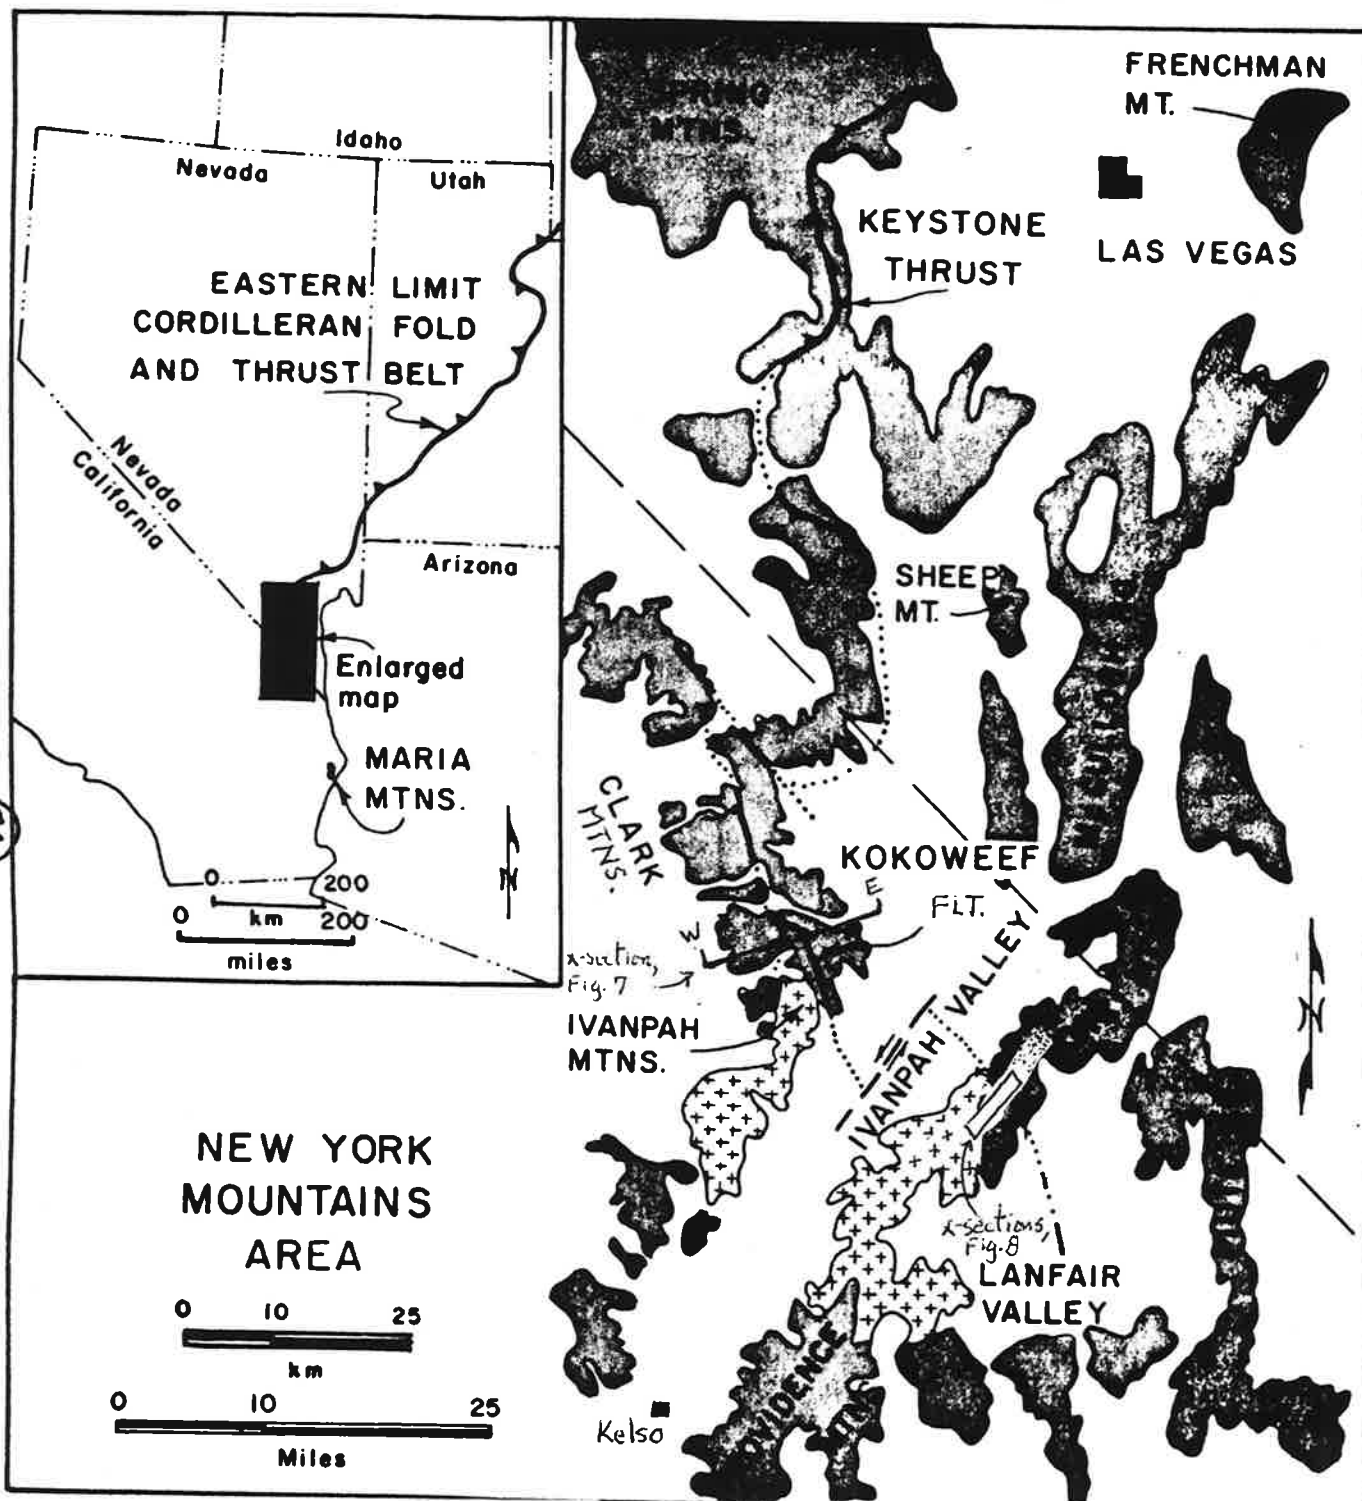 Idaho
Nevada
Utah
EASTERN LIMIT
CORDILLERAN FOLD
AND THRUST BELT
Nevada
California
Arizona
Enlarged
map
MARIA
MTNS.
N
0 200
km
0 200
miles
NEW YORK
MOUNTAINS
AREA
0 10 25
km
0 10 25
Miles
SPRING
MTNS.
FRENCHMAN
MT.
LAS VEGAS
KEYSTONE
THRUST
SHEEP
MT.
CLARK
MTNS.
KOKOWEEF
FLT.
E
W
x-section,
Fig. 7
IVANPAH
MTNS.
IVANPAH VALLEY
N
x-sections,
Fig. 8
LANFAIR
VALLEY
MTNS
Kelso